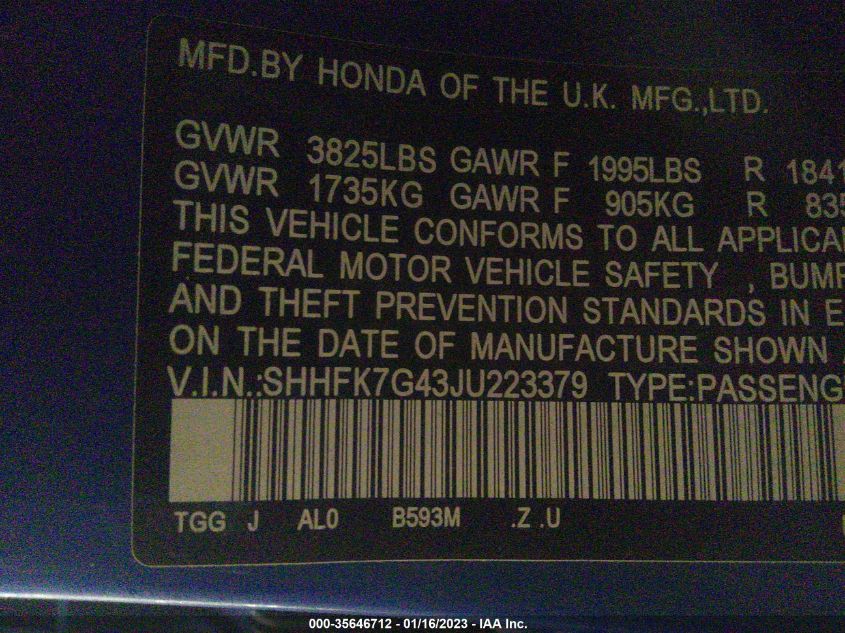 MFD.BY HONDA OF THE U.K. MFG.,LTD.
GVWR 3825LBS GAWR F 1995LBS R 1841
GVWR 1735KG GAWR F 905KG R 835
THIS VEHICLE CONFORMS TO ALL APPLICA
FEDERAL MOTOR VEHICLE SAFETY , BUMP
AND THEFT PREVENTION STANDARDS IN E
ON THE DATE OF MANUFACTURE SHOWN
V.I.N.:SHHFK7G43JU223379 TYPE:PASSENG
TGG J AL0 B593M .Z .U
000-35646712 - 01/16/2023 - IAA Inc.